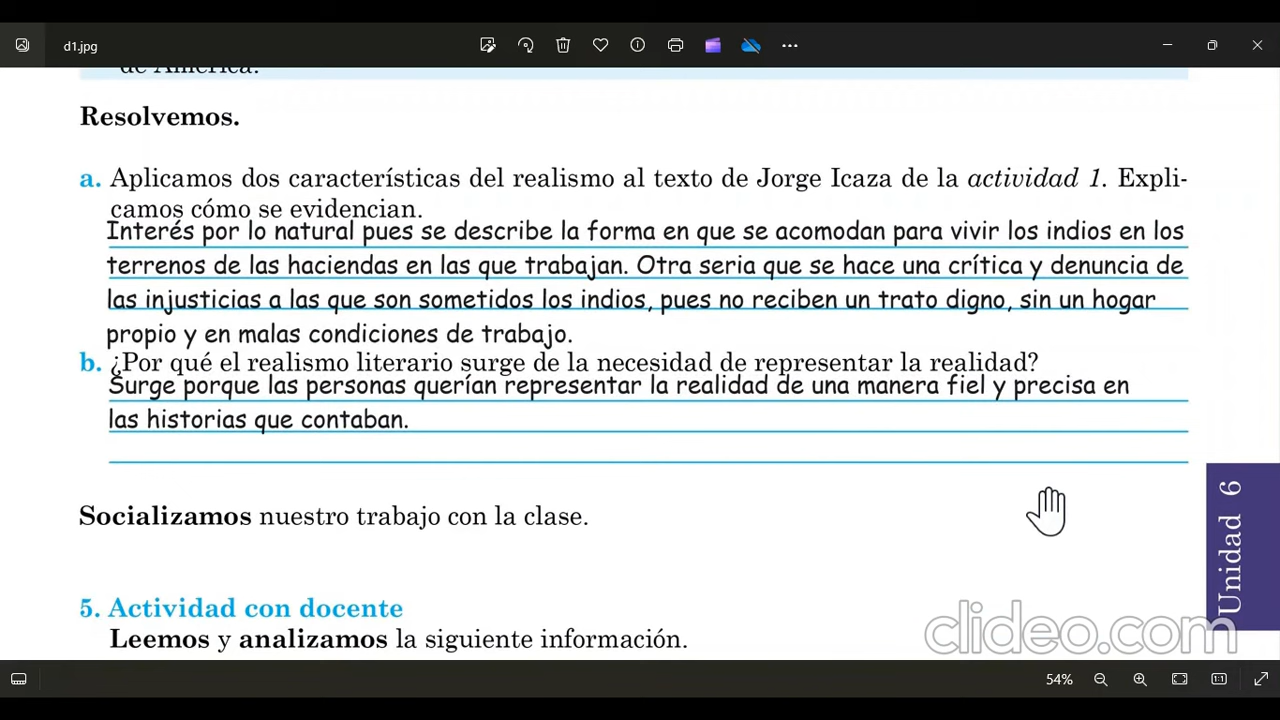 d1.jpg
de América.
Resolvemos.
a. Aplicamos dos características del realismo al texto de Jorge Icaza de la actividad 1. Expli-
camos cómo se evidencian.
Interés por lo natural pues se describe la forma en que se acomodan para vivir los indios en los
terrenos de las haciendas en las que trabajan. Otra seria que se hace una crítica y denuncia de
las injusticias a las que son sometidos los indios, pues no reciben un trato digno, sin un hogar
propio y en malas condiciones de trabajo.
b. ¿Por qué el realismo literario surge de la necesidad de representar la realidad?
Surge porque las personas querían representar la realidad de una manera fiel y precisa en
las historias que contaban.
Socializamos nuestro trabajo con la clase.
Unidad 6
5. Actividad con docente
Leemos y analizamos la siguiente información.
clideo.com
54%
1:1